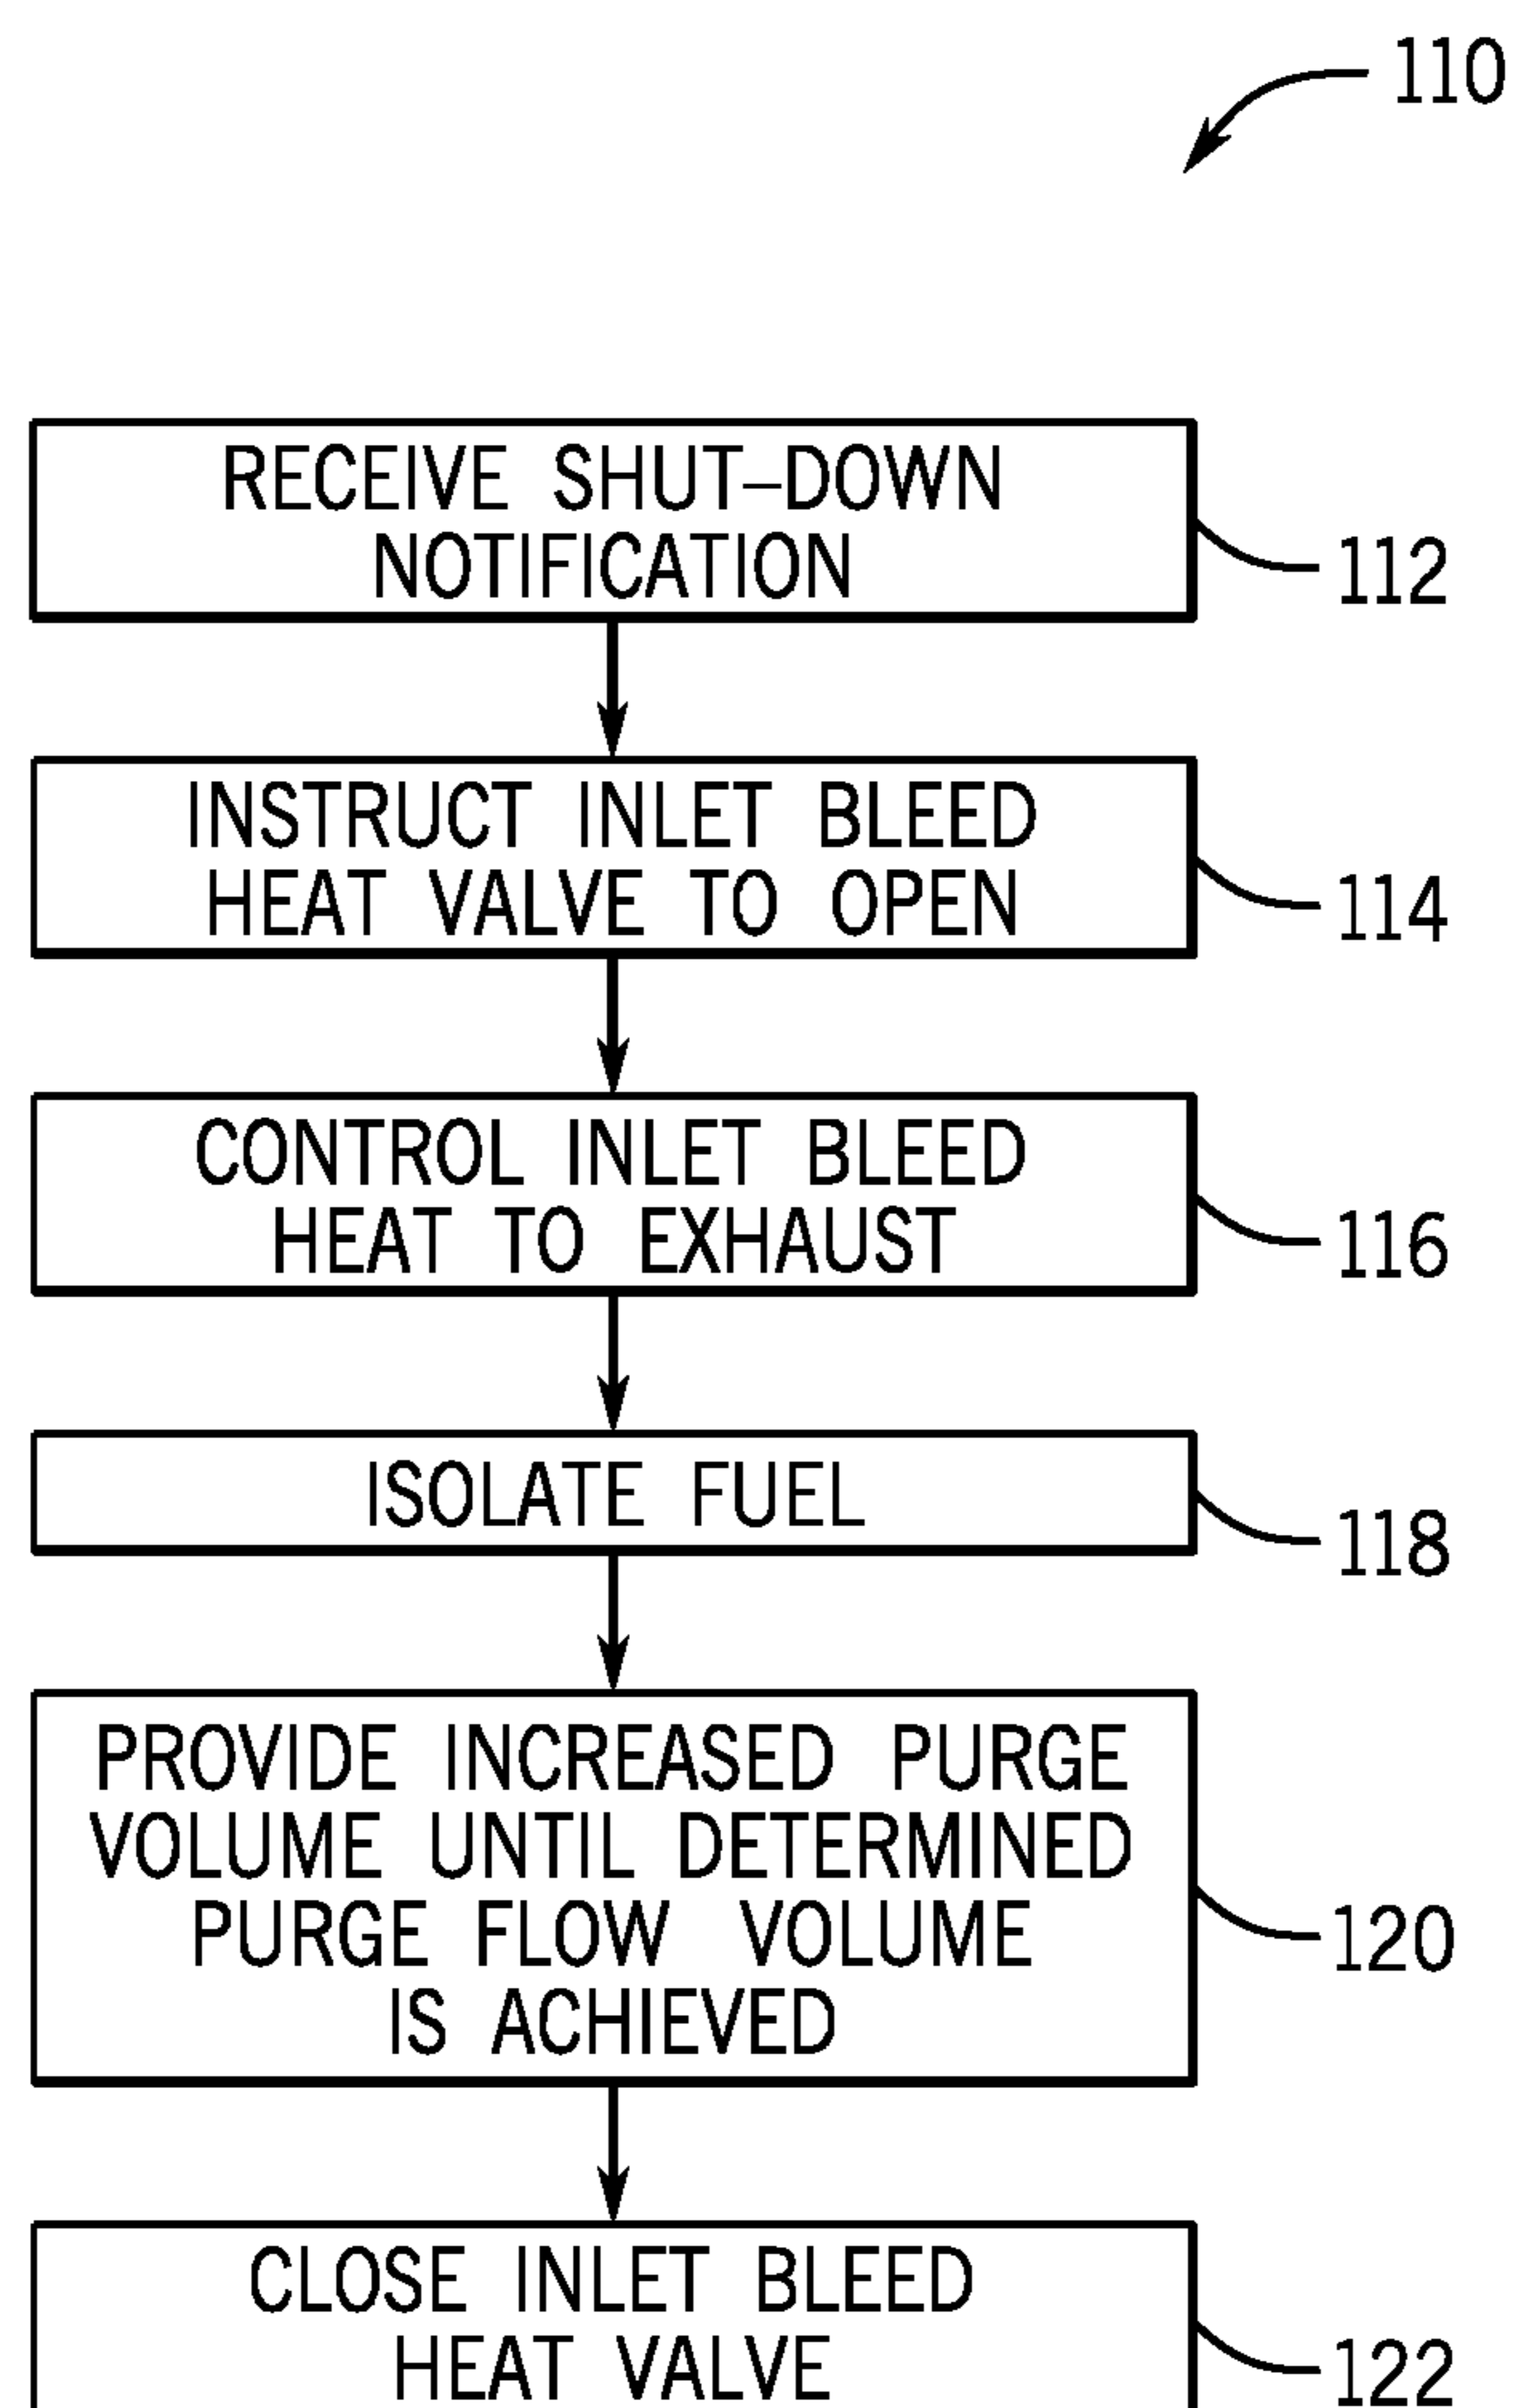 110
RECEIVE SHUT-DOWN
NOTIFICATION
112
INSTRUCT INLET BLEED
HEAT VALVE TO OPEN
114
CONTROL INLET BLEED
HEAT TO EXHAUST
116
ISOLATE FUEL
118
PROVIDE INCREASED PURGE
VOLUME UNTIL DETERMINED
PURGE FLOW VOLUME
IS ACHIEVED
120
CLOSE INLET BLEED
HEAT VALVE
122